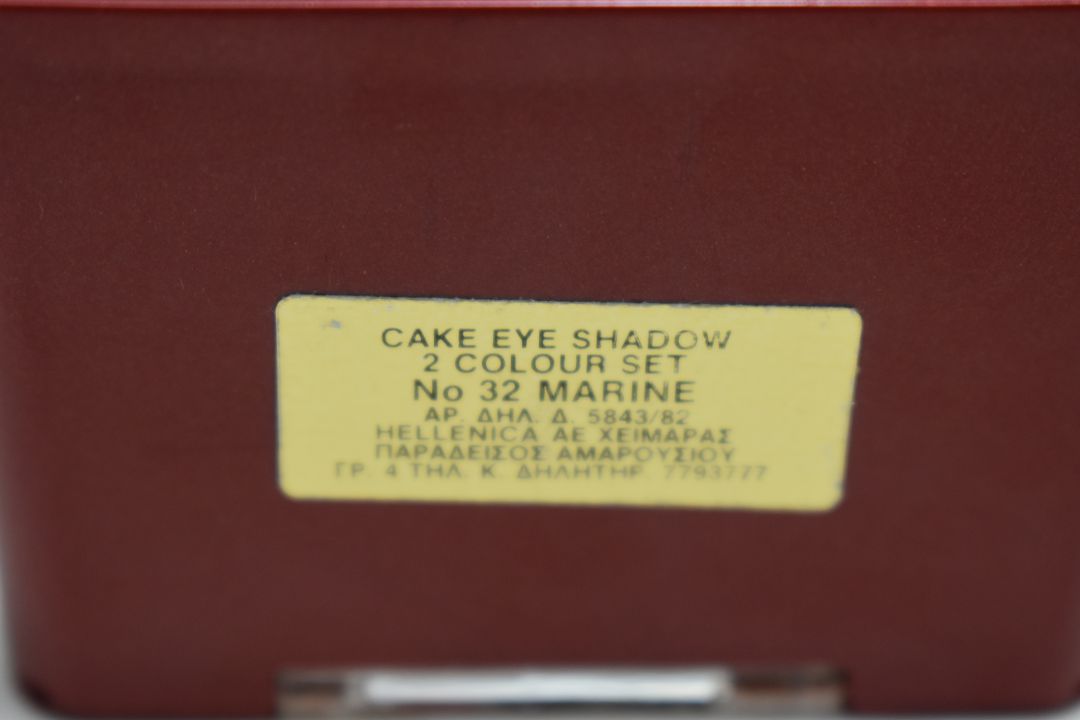 CAKE EYE SHADOW
2 COLOUR SET
No 32 MARINE
ΑΡ. ΔΗΛ. Δ. 5843/82
HELLENICA AE ΧΕΙΜΑΡΑΣ
ΠΑΡΑΔΕΙΣΟΣ ΑΜΑΡΟΥΣΙΟΥ
ΓΡ. 4 ΤΗΛ. Κ. ΔΗΛΗΤΗΡ. 7793777